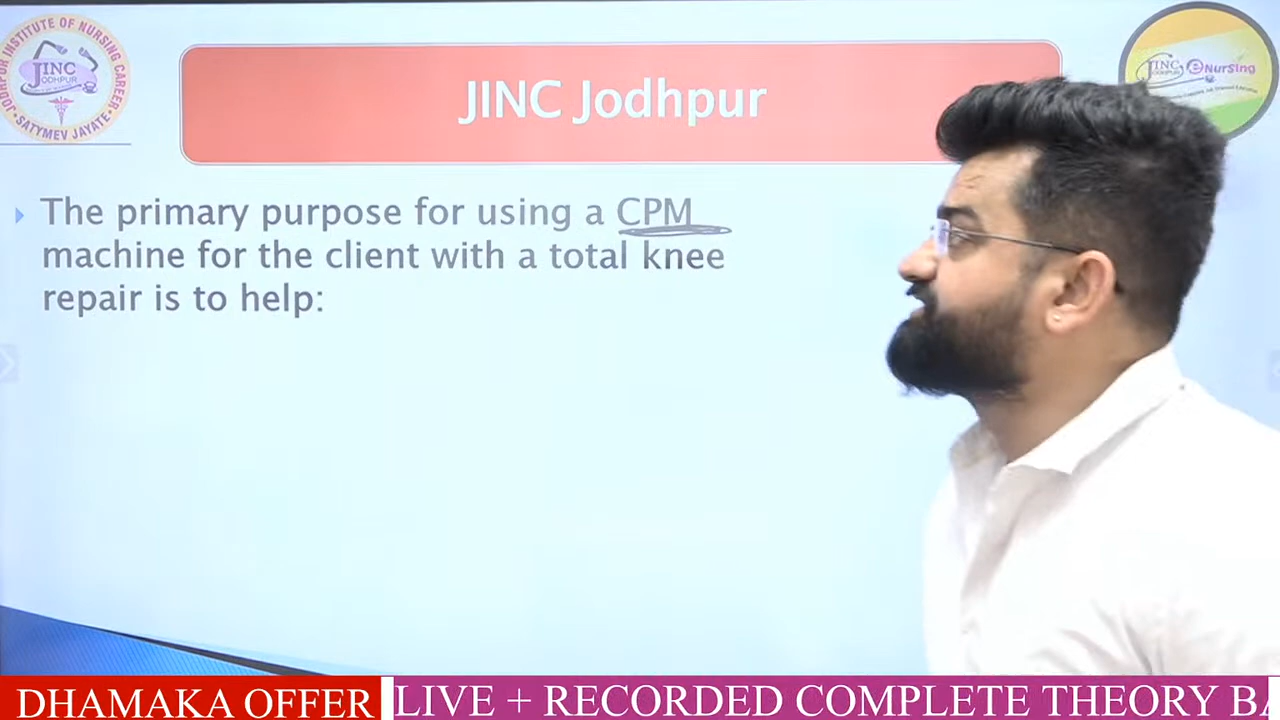 JODHPUR INSTITUTE OF NURSING CAREER
JINC
JODHPUR
SATYMEV JAYATE
JINC Jodhpur
JINC
JODHPUR
eNursing
The primary purpose for using a CPM
machine for the client with a total knee
repair is to help:
DHAMAKA OFFER
LIVE + RECORDED COMPLETE THEORY BA